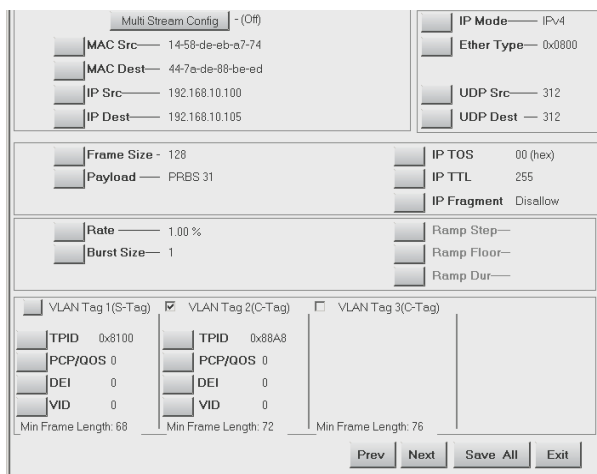 Multi Stream Config - (Off)
MAC Src 14-58-de-eb-a7-74
MAC Dest 44-7a-de-88-be-ed
IP Src 192.168.10.100
IP Dest 192.168.10.105
IP Mode IPv4
Ether Type 0x0800
UDP Src 312
UDP Dest 312
Frame Size - 128
Payload PRBS 31
IP TOS 00 (hex)
IP TTL 255
IP Fragment Disallow
Rate 1.00 %
Burst Size 1
Ramp Step
Ramp Floor
Ramp Dur
VLAN Tag 1(S-Tag) VLAN Tag 2(C-Tag) VLAN Tag 3(C-Tag)
TPID 0x8100
PCP/QOS 0
DEI 0
VID 0
Min Frame Length: 68
TPID 0x88A8
PCP/QOS 0
DEI 0
VID 0
Min Frame Length: 72
Min Frame Length: 76
Prev Next Save All Exit